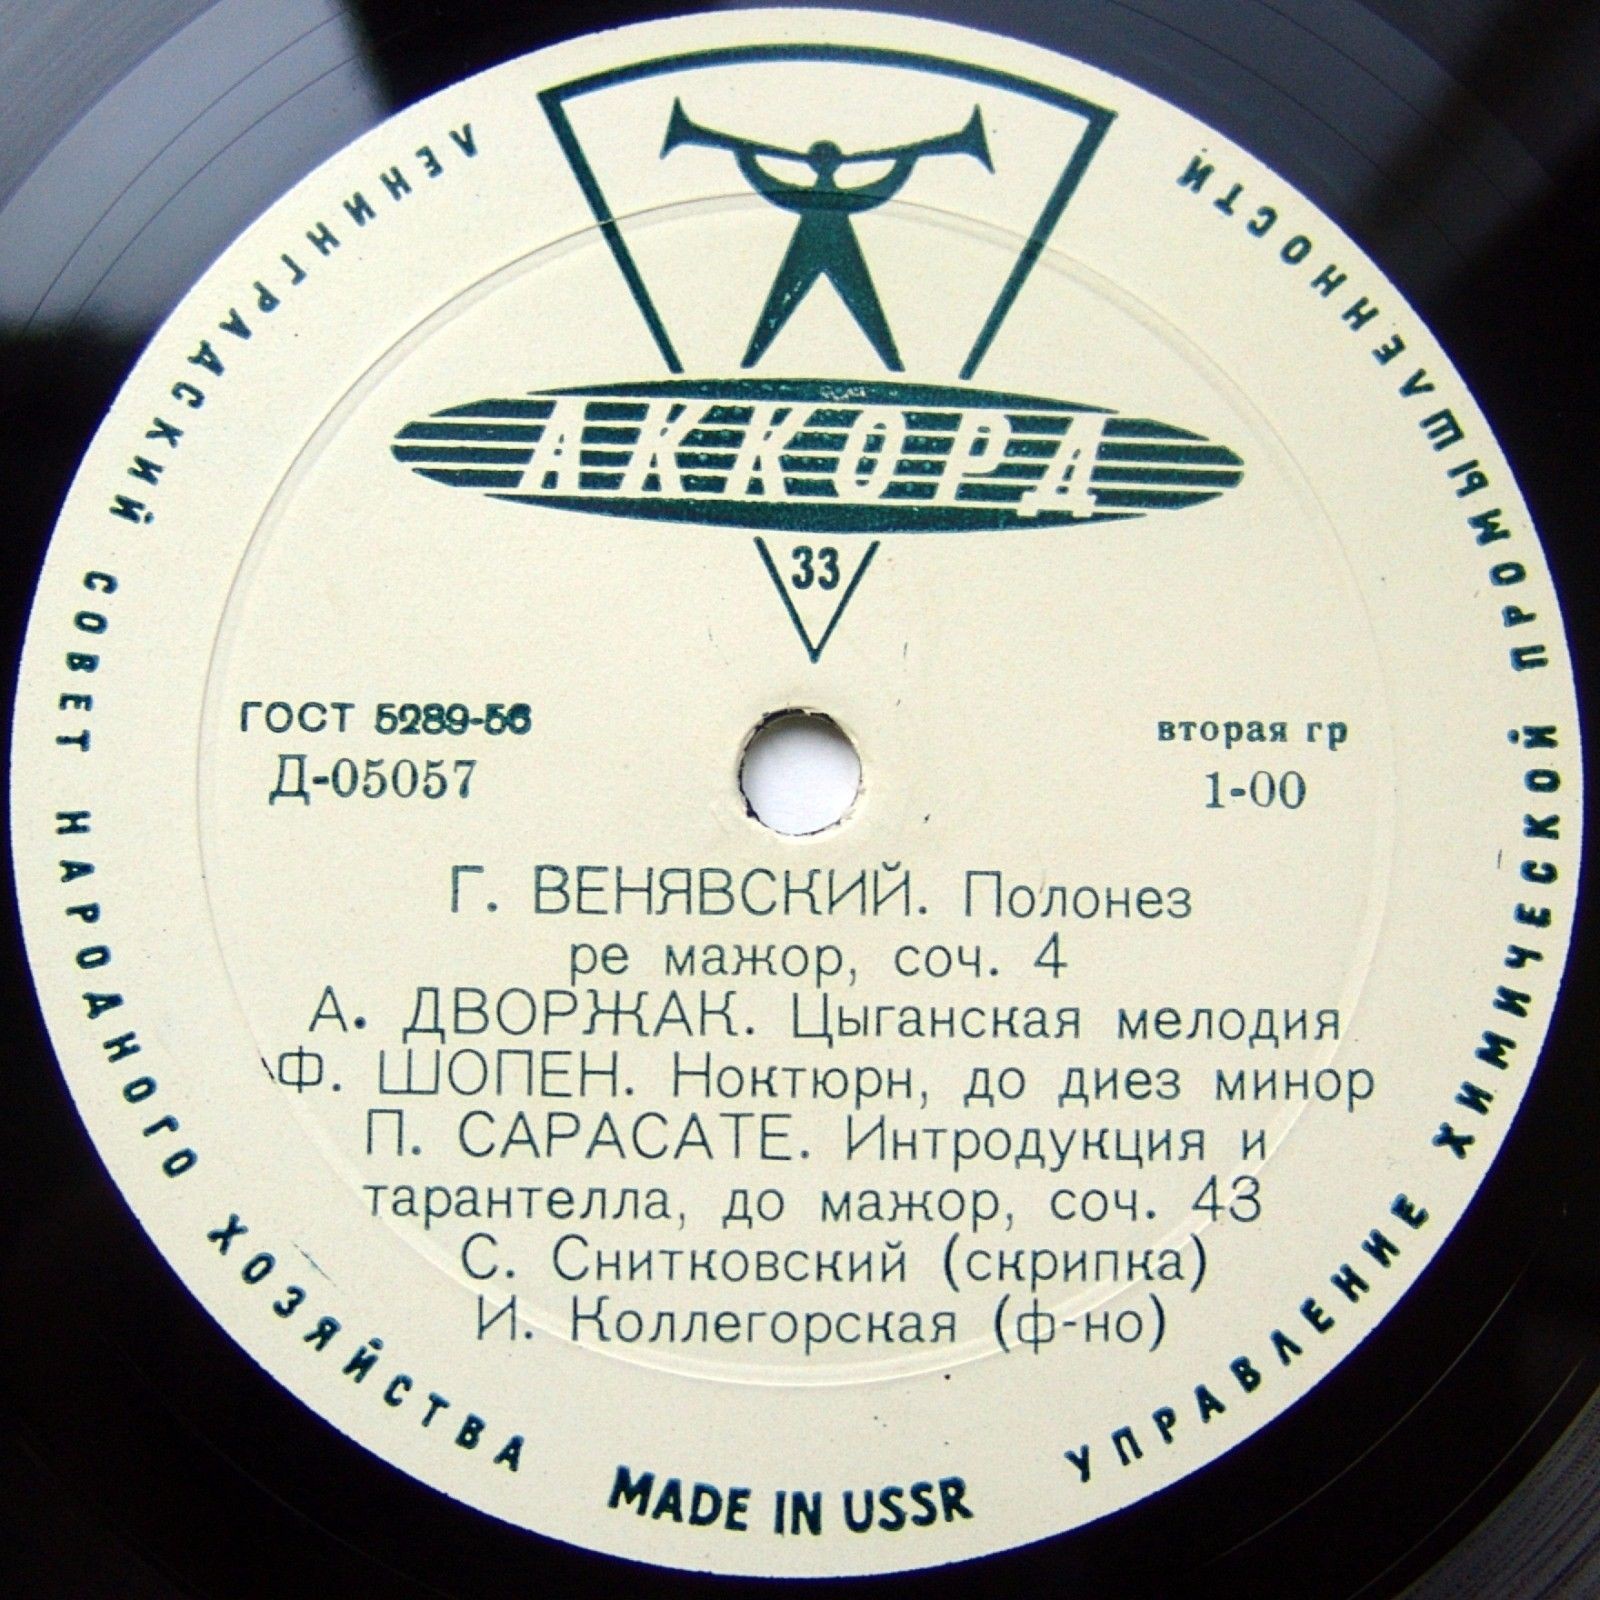 ЛЕНИНГРАДСКИЙ СОВЕТ НАРОДНОГО ХОЗЯЙСТВА
УПРАВЛЕНИЕ ХИМИЧЕСКОЙ ПРОМЫШЛЕННОСТИ
АККОРД
33
ГОСТ 5289-56
вторая гр
Д-05057
1-00
Г. ВЕНЯВСКИЙ. Полонез
ре мажор, соч. 4
А. ДВОРЖАК. Цыганская мелодия
Ф. ШОПЕН. Ноктюрн, до диез минор
П. САРАСАТЕ. Интродукция и
тарантелла, до мажор, соч. 43
С. Снитковский (скрипка)
И. Коллегорская (ф-но)
MADE IN USSR